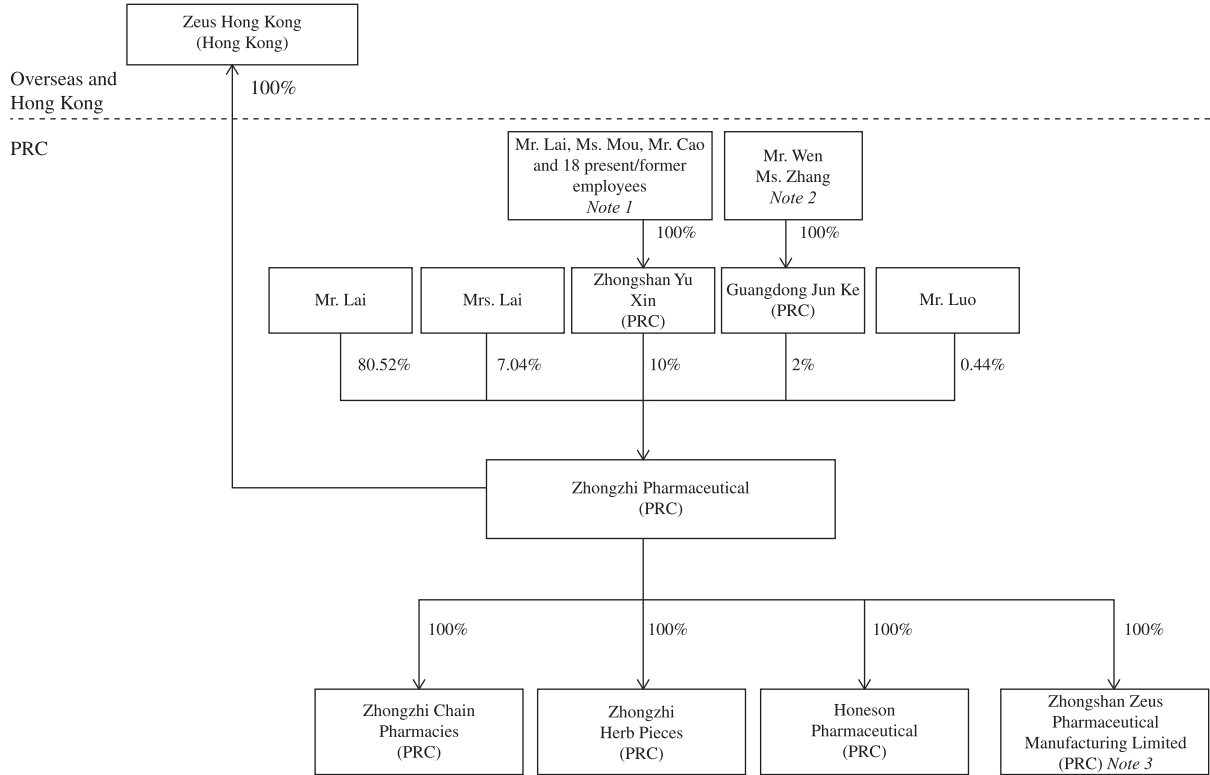 Zeus Hong Kong
(Hong Kong)
Overseas and
Hong Kong
100%
PRC
Mr. Lai, Ms. Mou, Mr. Cao
and 18 present/former
employees
Note 1
Mr. Wen
Ms. Zhang
Note 2
100%
100%
Mr. Lai
Mrs. Lai
Zhongshan Yu
Xin
(PRC)
Guangdong Jun Ke
(PRC)
Mr. Luo
80.52%
7.04%
10%
2%
0.44%
Zhongzhi Pharmaceutical
(PRC)
100%
100%
100%
100%
Zhongzhi Chain
Pharmacies
(PRC)
Zhongzhi
Herb Pieces
(PRC)
Honeson
Pharmaceutical
(PRC)
Zhongshan Zeus
Pharmaceutical
Manufacturing Limited
(PRC) Note 3